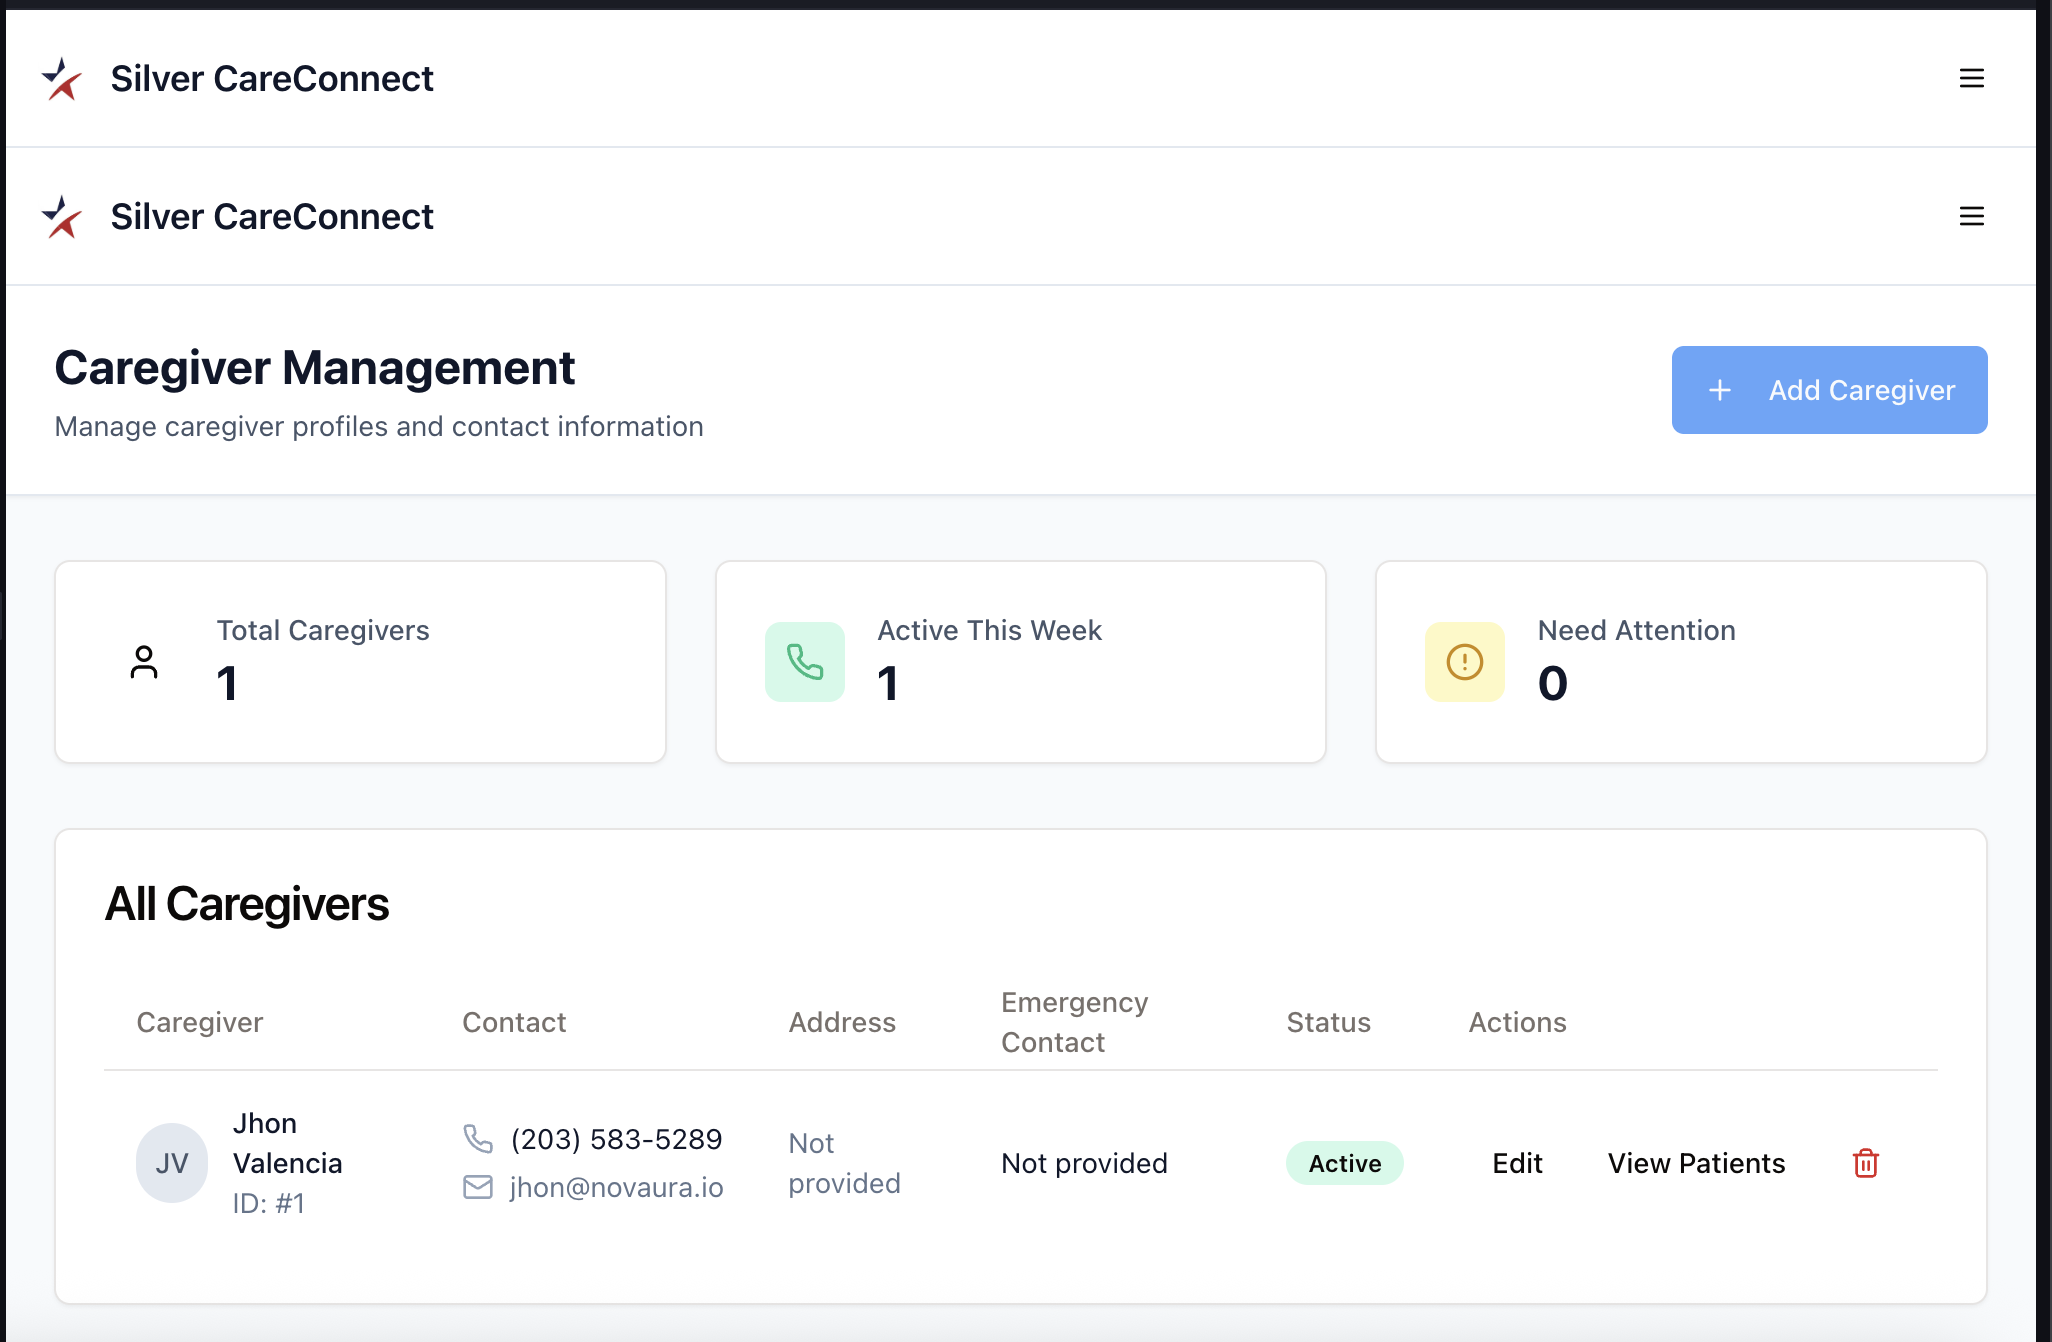 Silver CareConnect
Silver CareConnect
Caregiver Management
Manage caregiver profiles and contact information
+ Add Caregiver
Total Caregivers
1
Active This Week
1
Need Attention
0
All Caregivers
Caregiver
Contact
Address
Emergency
Contact
Status
Actions
JV
Jhon
Valencia
ID: #1
(203) 583-5289
jhon@novaura.io
Not
provided
Not provided
Active
Edit
View Patients